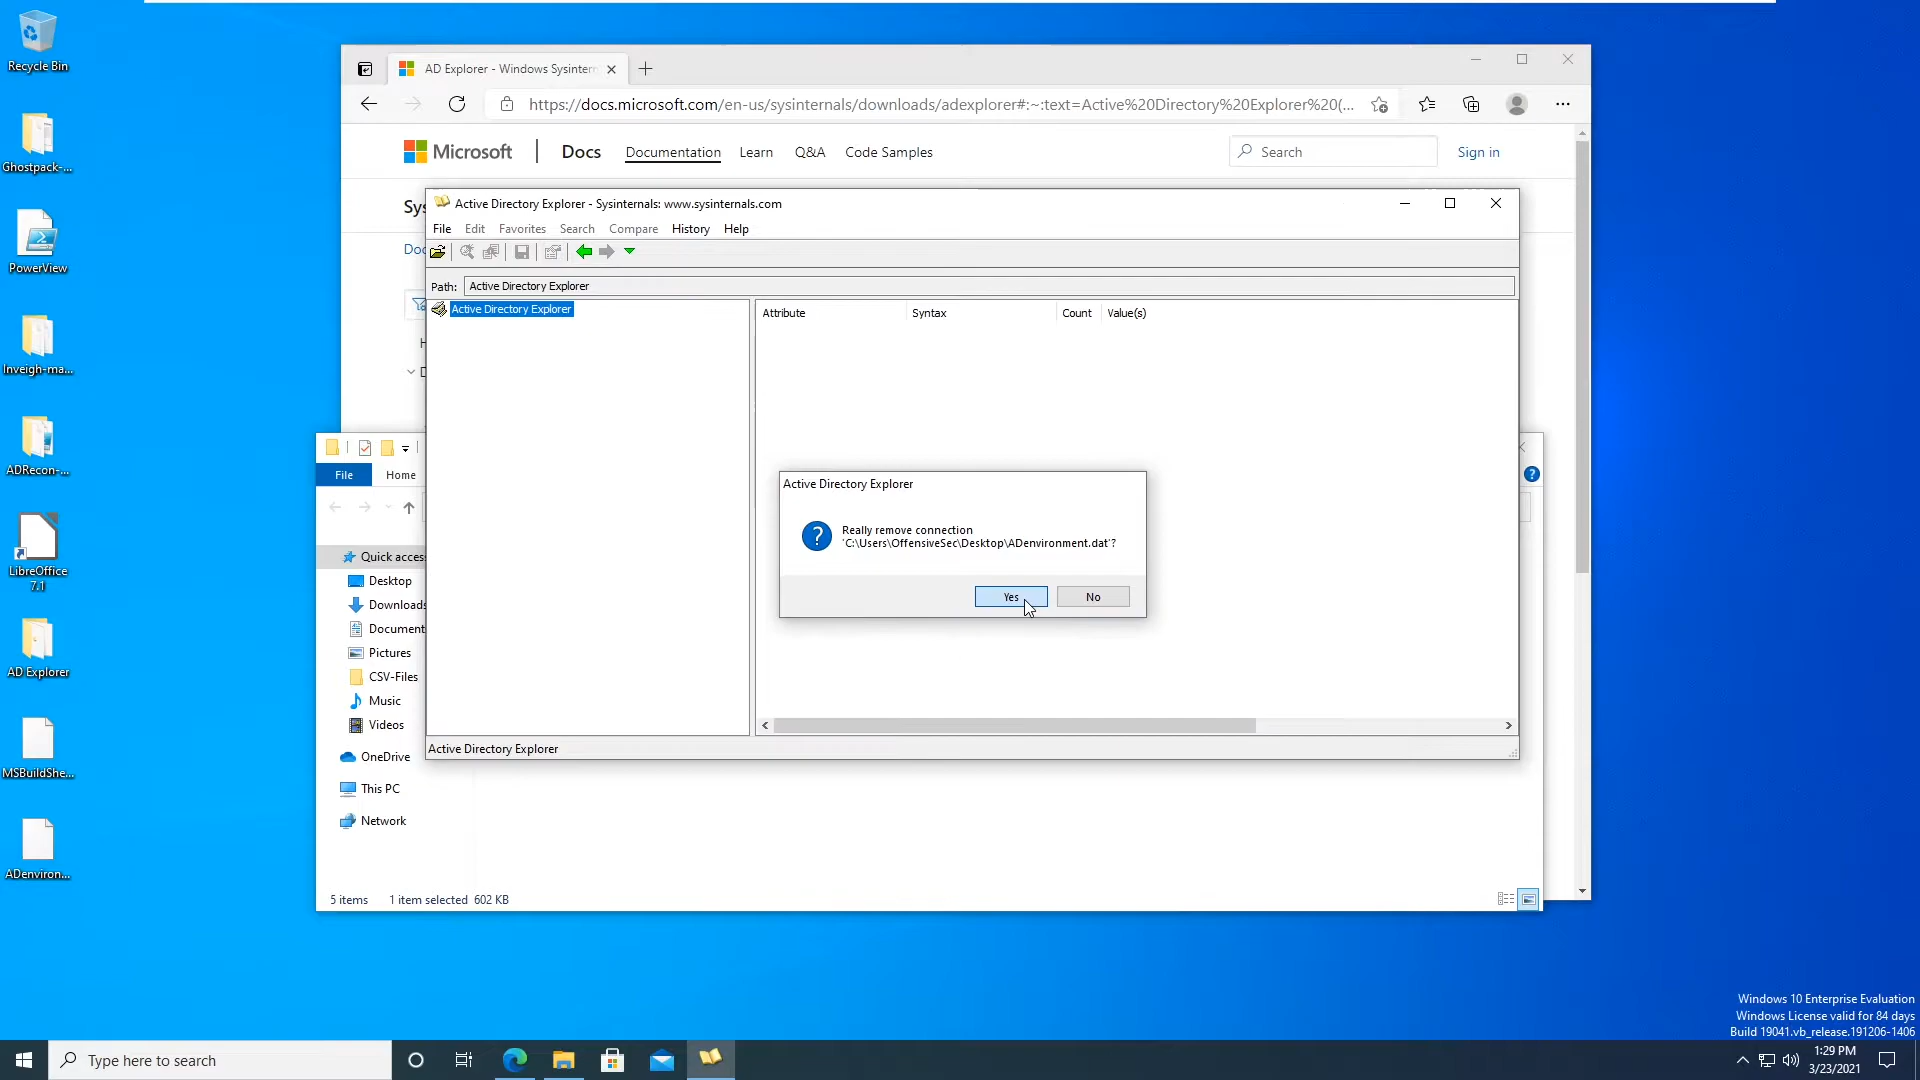 Recycle Bin
Ghostpack-...
PowerView
Inveigh-ma...
ADRecon-...
LibreOffice
7.1
AD Explorer
MSBuildShe...
ADenviron...
AD Explorer - Windows Sysintern
https://docs.microsoft.com/en-us/sysinternals/downloads/adexplorer#:~:text=Active%20Directory%20Explorer%20(...
Microsoft
Docs
Documentation
Learn
Q&A
Code Samples
Search
Sign in
Sys
Doc
Active Directory Explorer - Sysinternals: www.sysinternals.com
File Edit Favorites Search Compare History Help
Path: Active Directory Explorer
Active Directory Explorer
Attribute Syntax Count Value(s)
Active Directory Explorer
Really remove connection
'C:\Users\OffensiveSec\Desktop\ADenvironment.dat'?
Yes No
Active Directory Explorer
File Home
Quick acces
Desktop
Downloads
Document
Pictures
CSV-Files
Music
Videos
OneDrive
This PC
Network
5 items 1 item selected 602 KB
Windows 10 Enterprise Evaluation
Windows License valid for 84 days
Build 19041.vb_release.191206-1406
Type here to search
1:29 PM
3/23/2021